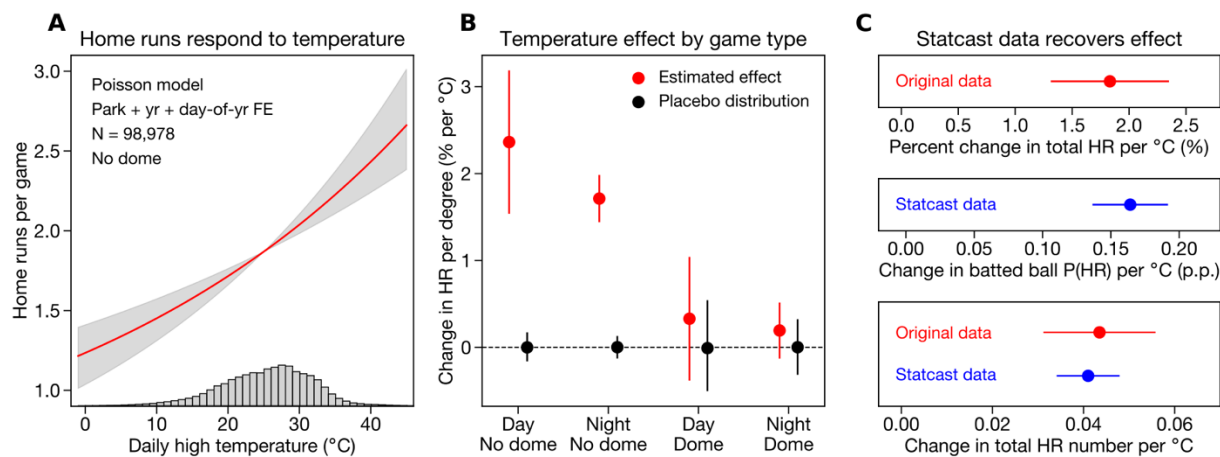 A
Home runs respond to temperature
Poisson model
Park + yr + day-of-yr FE
N = 98,978
No dome
Home runs per game
3.0
2.5
2.0
1.5
1.0
0
10
20
30
40
Daily high temperature (°C)
B
Temperature effect by game type
Estimated effect
Placebo distribution
Change in HR per degree (% per °C)
3
2
1
0
Day
No dome
Night
No dome
Day
Dome
Night
Dome
C
Statcast data recovers effect
Original data
0.0
0.5
1.0
1.5
2.0
2.5
Percent change in total HR per °C (%)
Statcast data
0.00
0.05
0.10
0.15
0.20
Change in batted ball P(HR) per °C (p.p.)
Original data
Statcast data
0.00
0.02
0.04
0.06
Change in total HR number per °C